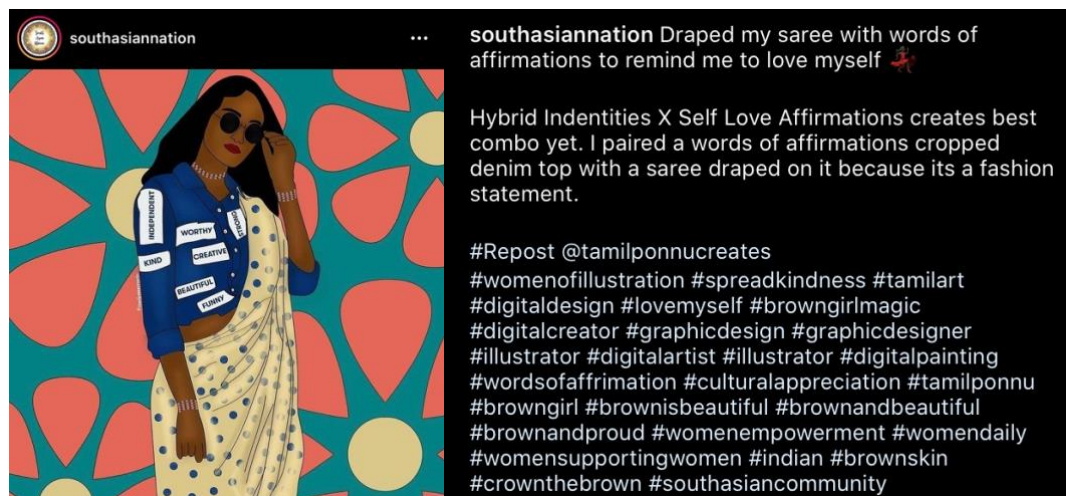 southasiannation
INDEPENDENT
KIND
WORTHY
STRONG
CREATIVE
BEAUTIFUL
FUNNY
southasiannation Draped my saree with words of
affirmations to remind me to love myself 💃
Hybrid Indentities X Self Love Affirmations creates best
combo yet. I paired a words of affirmations cropped
denim top with a saree draped on it because its a fashion
statement.
#Repost @tamilponnucreates
#womenofillustration #spreadkindness #tamilart
#digitaldesign #lovemyself #browngirlmagic
#digitalcreator #graphicdesign #graphicdesigner
#illustrator #digitalartist #illustrator #digitalpainting
#wordsofaffrimation #culturalappreciation #tamilponnu
#browngirl #brownisbeautiful #brownandbeautiful
#brownandproud #womenempowerment #womendaily
#womensupportingwomen #indian #brownskin
#crownthebrown #southasiancommunity